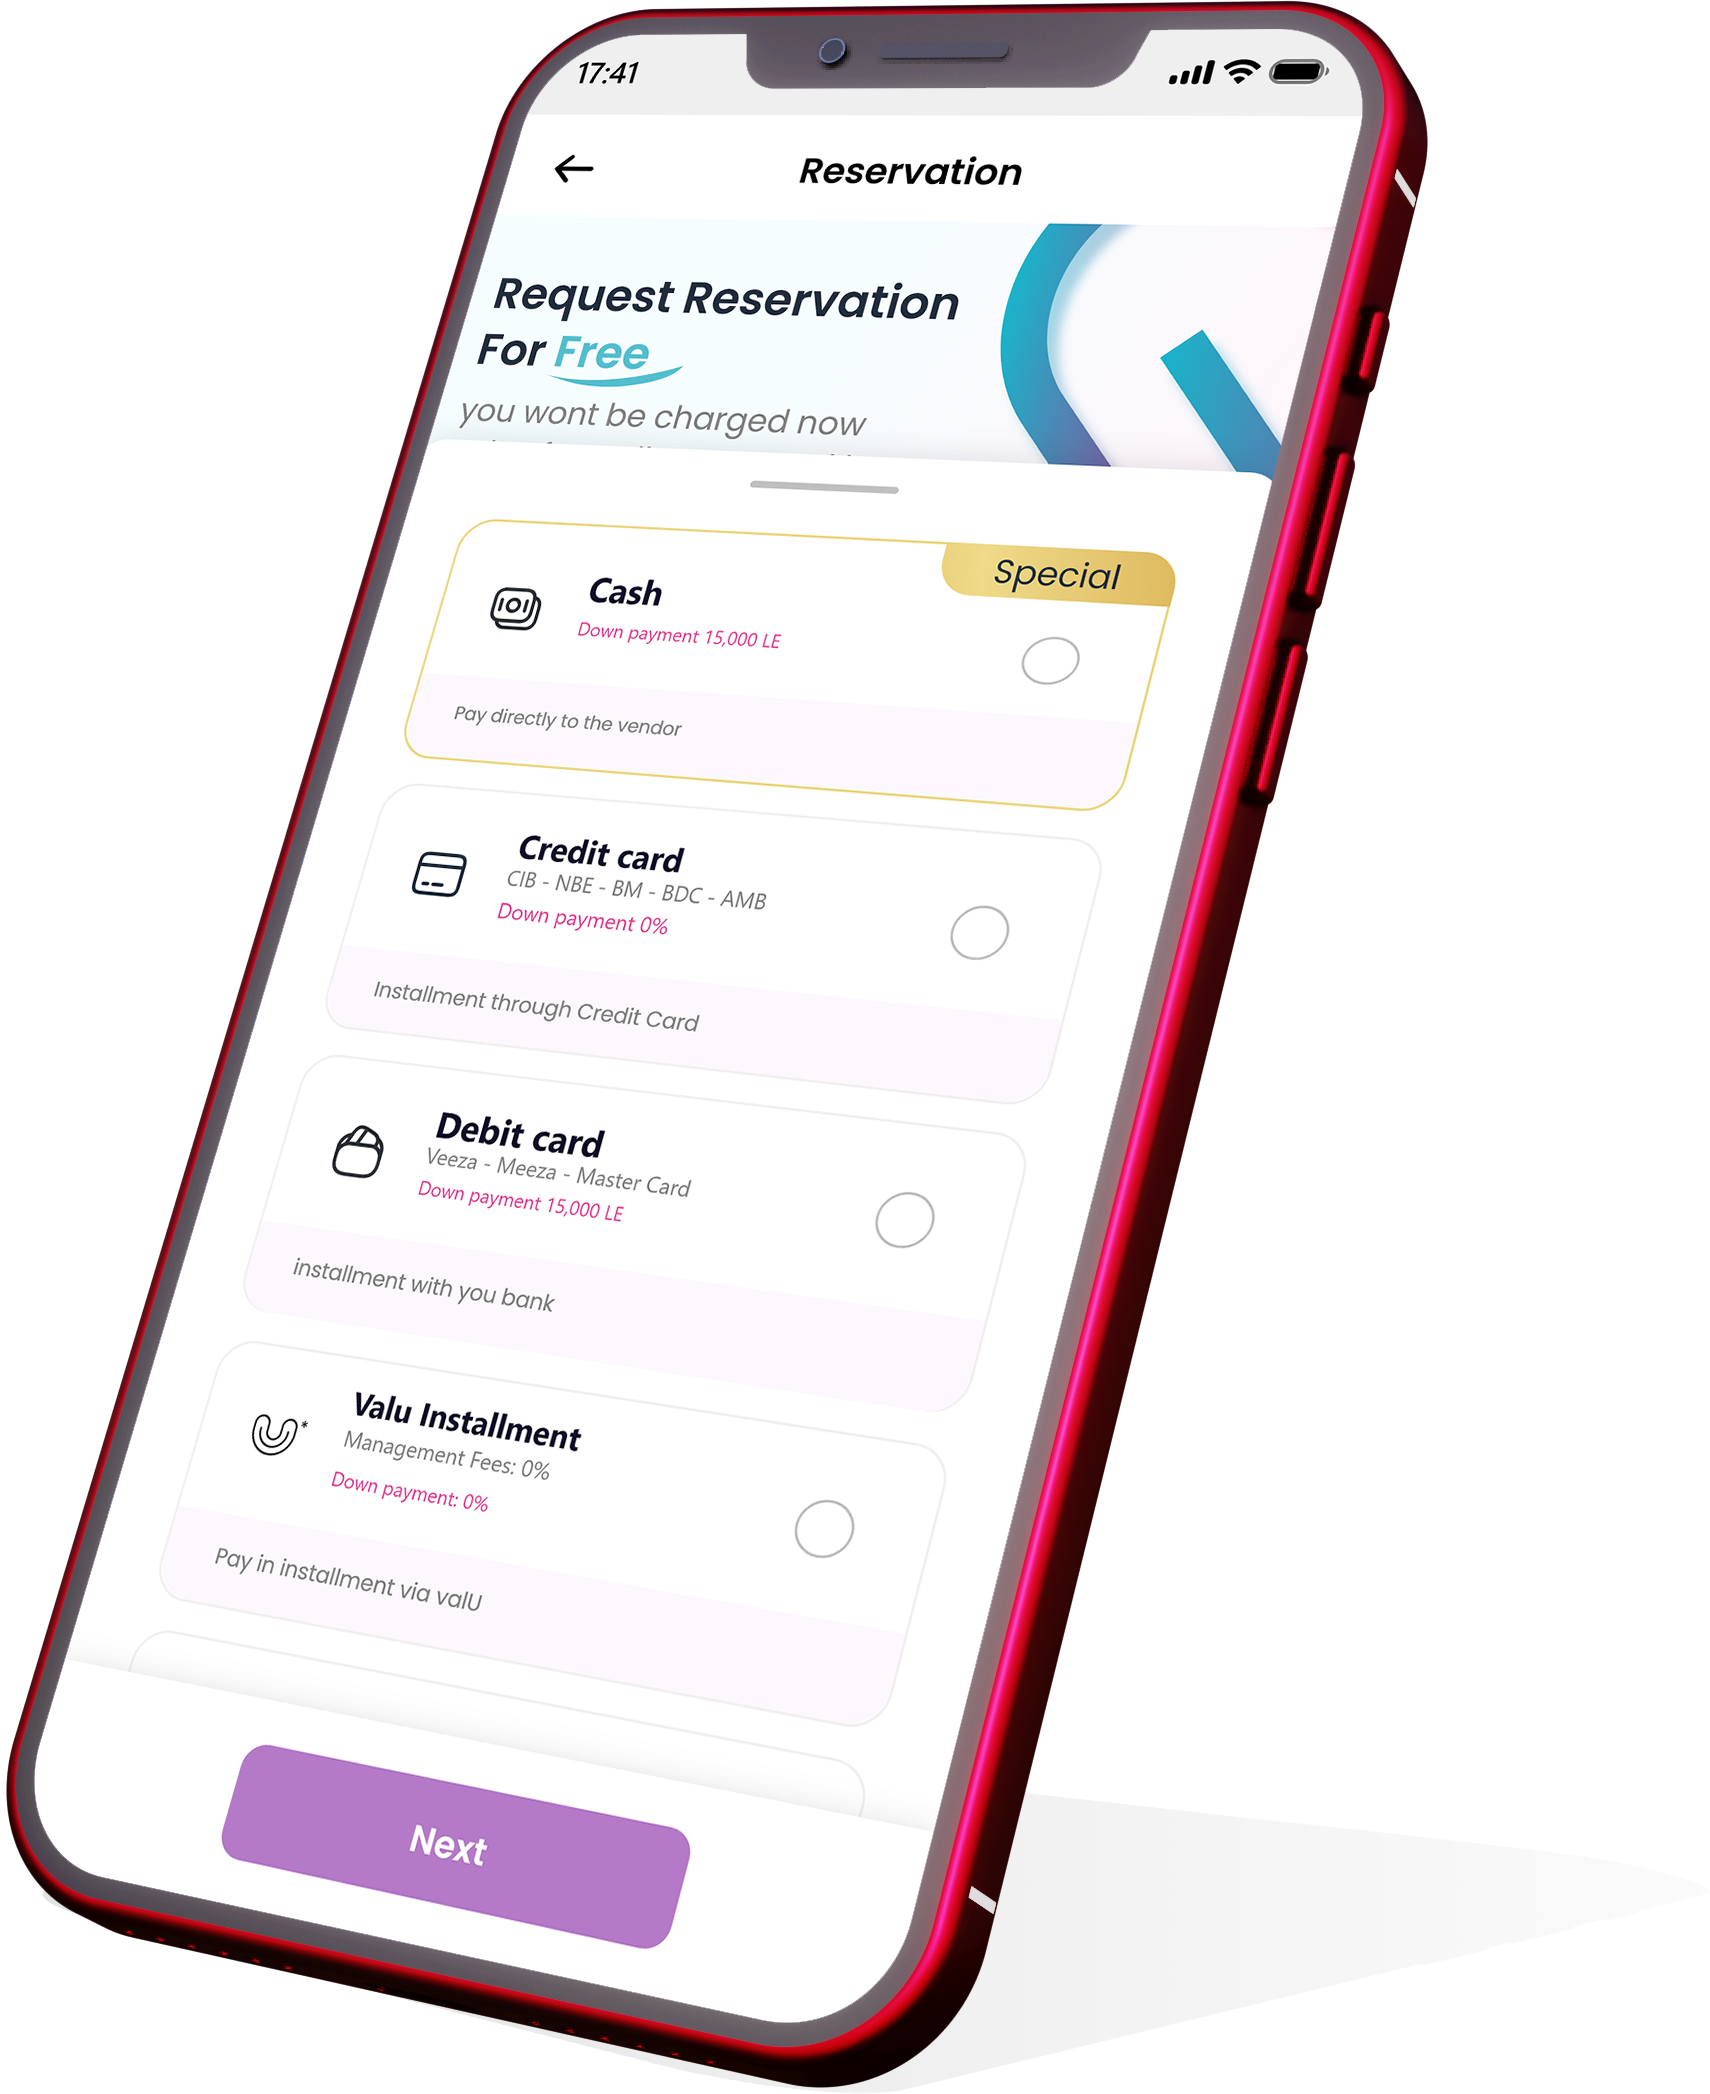 17:41
Reservation
Request Reservation
For Free
you wont be charged now
Special
Cash
Down payment 15,000 LE
Pay directly to the vendor
Credit card
CIB - NBE - BM - BDC - AMB
Down payment 0%
Installment through Credit Card
Debit card
Veeza - Meeza - Master Card
Down payment 15,000 LE
installment with you bank
Valu Installment
Management Fees: 0%
Down payment: 0%
Pay in installment via valU
Next